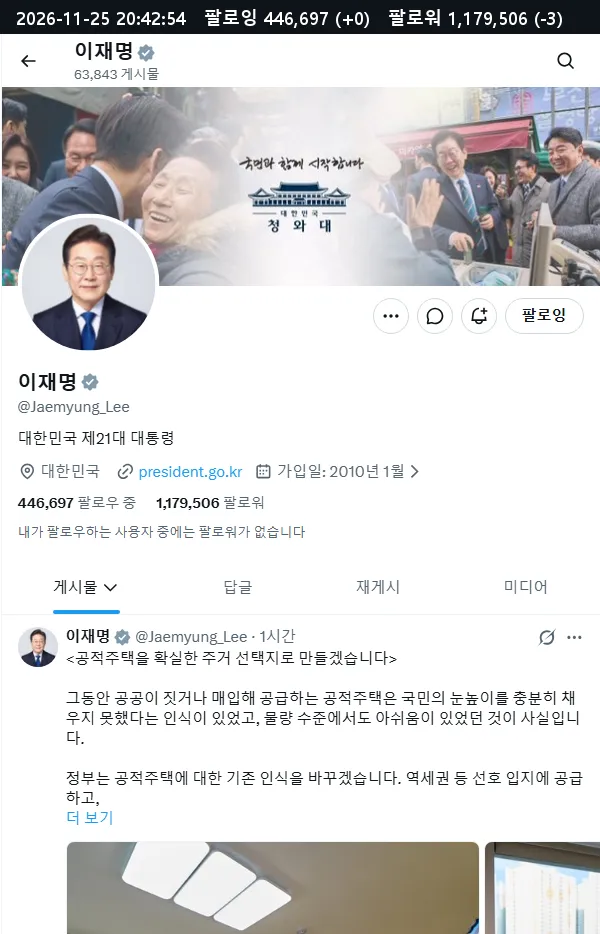 2026-11-25 20:42:54 팔로잉 446,697 (+0) 팔로워 1,179,506 (-3)
이재명
63,843 게시물
국민과 함께 시작합니다
대한민국
청와대
팔로잉
이재명
@Jaemyung_Lee
대한민국 제21대 대통령
대한민국 president.go.kr 가입일: 2010년 1월
446,697 팔로우 중 1,179,506 팔로워
내가 팔로우하는 사용자 중에는 팔로워가 없습니다
게시물 답글 재게시 미디어
이재명 @Jaemyung_Lee · 1시간
<공적주택을 확실한 주거 선택지로 만들겠습니다>
그동안 공공이 짓거나 매입해 공급하는 공적주택은 국민의 눈높이를 충분히 채
우지 못했다는 인식이 있었고, 물량 수준에서도 아쉬움이 있었던 것이 사실입니
다.
정부는 공적주택에 대한 기존 인식을 바꾸겠습니다. 역세권 등 선호 입지에 공급
하고,
더 보기